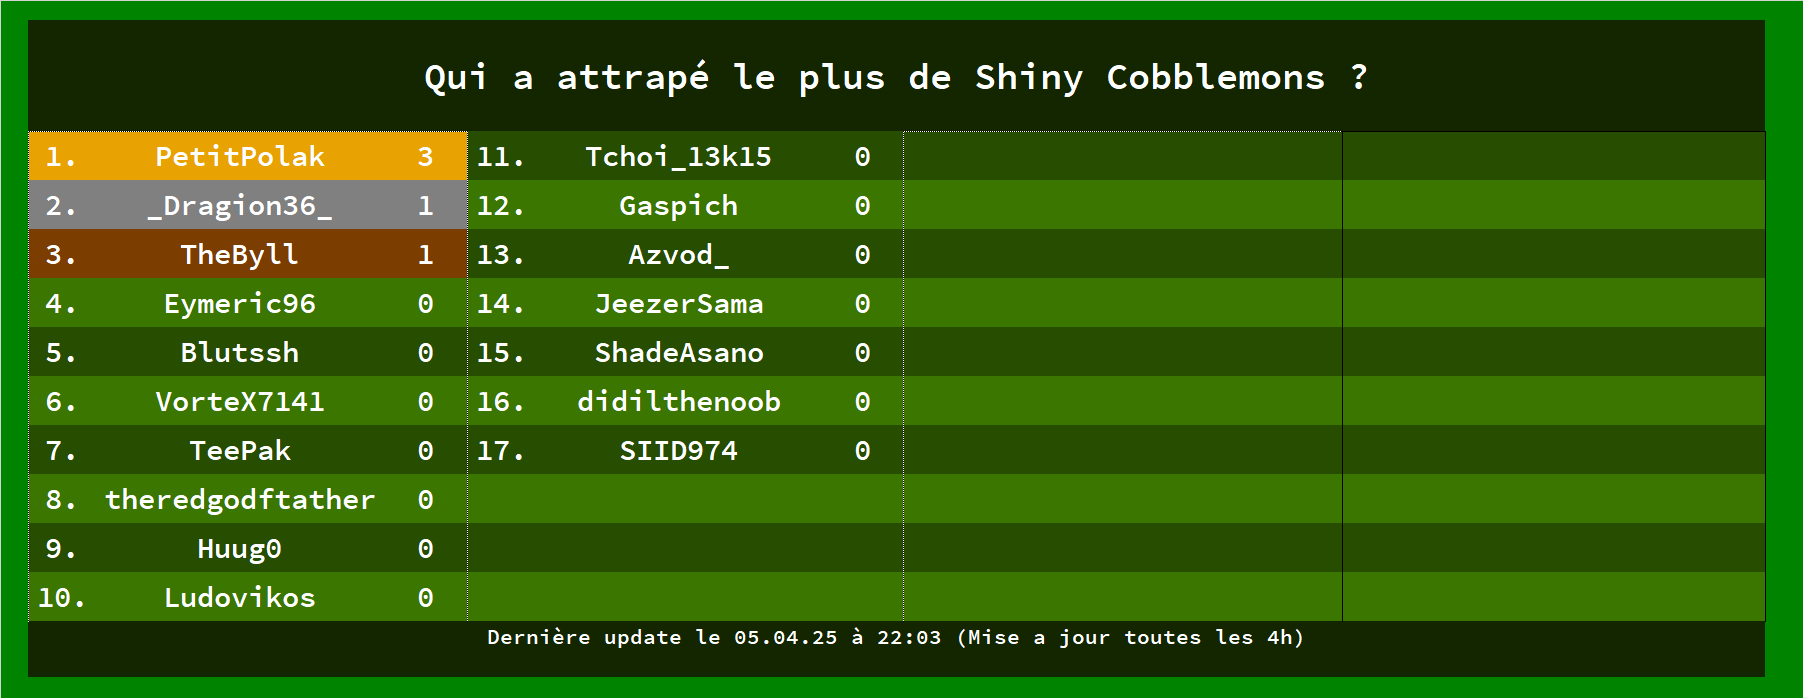 Qui a attrapé le plus de Shiny Cobblemons ?
1. PetitPolak 3
2. _Dragion36_ 1
3. TheByll 1
4. Eymeric96 0
5. Blutssh 0
6. VorteX7141 0
7. TeePak 0
8. theredgodftather 0
9. Huug0 0
10. Ludovikos 0
11. Tchoi_13k15 0
12. Gaspich 0
13. Azvod_ 0
14. JeezerSama 0
15. ShadeAsano 0
16. didilthenoob 0
17. SIID974 0
Dernière update le 05.04.25 à 22:03 (Mise a jour toutes les 4h)